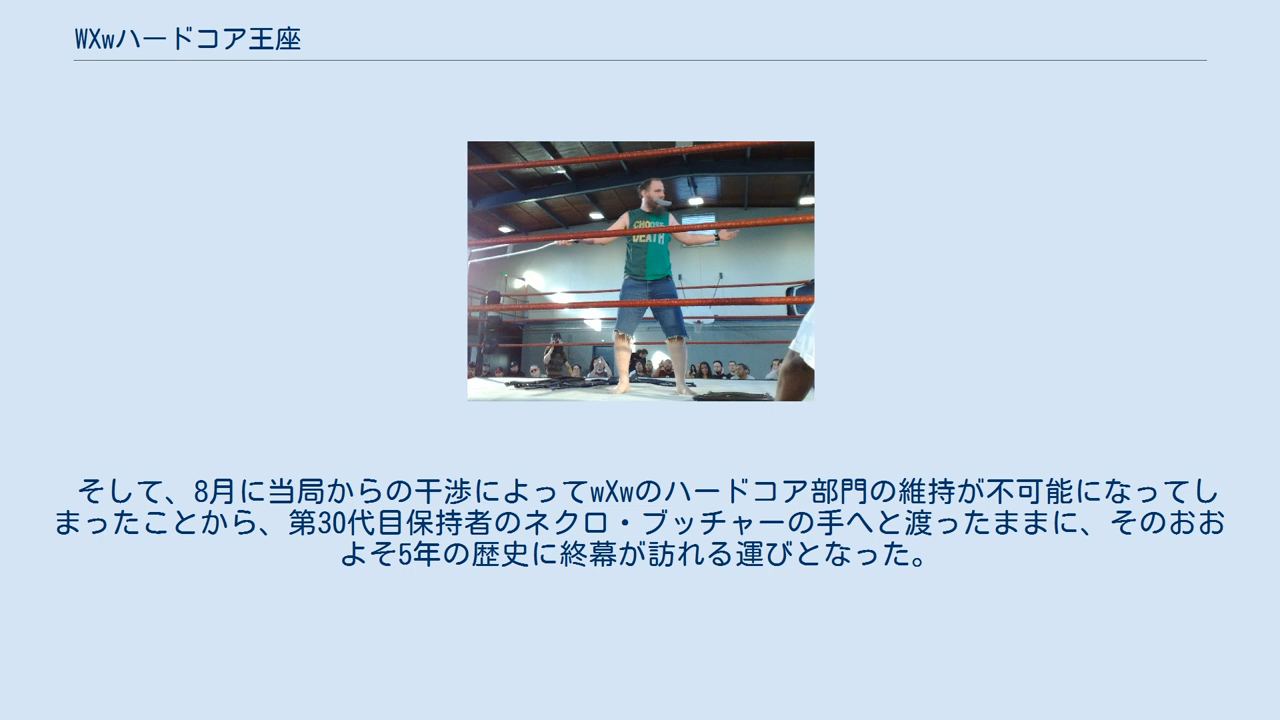 WXwハードコア王座
CHOOSE
DEATH
そして、8月に当局からの干渉によってwXwのハードコア部門の維持が不可能になってし
まったことから、第30代目保持者のネクロ・ブッチャーの手へと渡ったままに、そのおお
よそ5年の歴史に終幕が訪れる運びとなった。